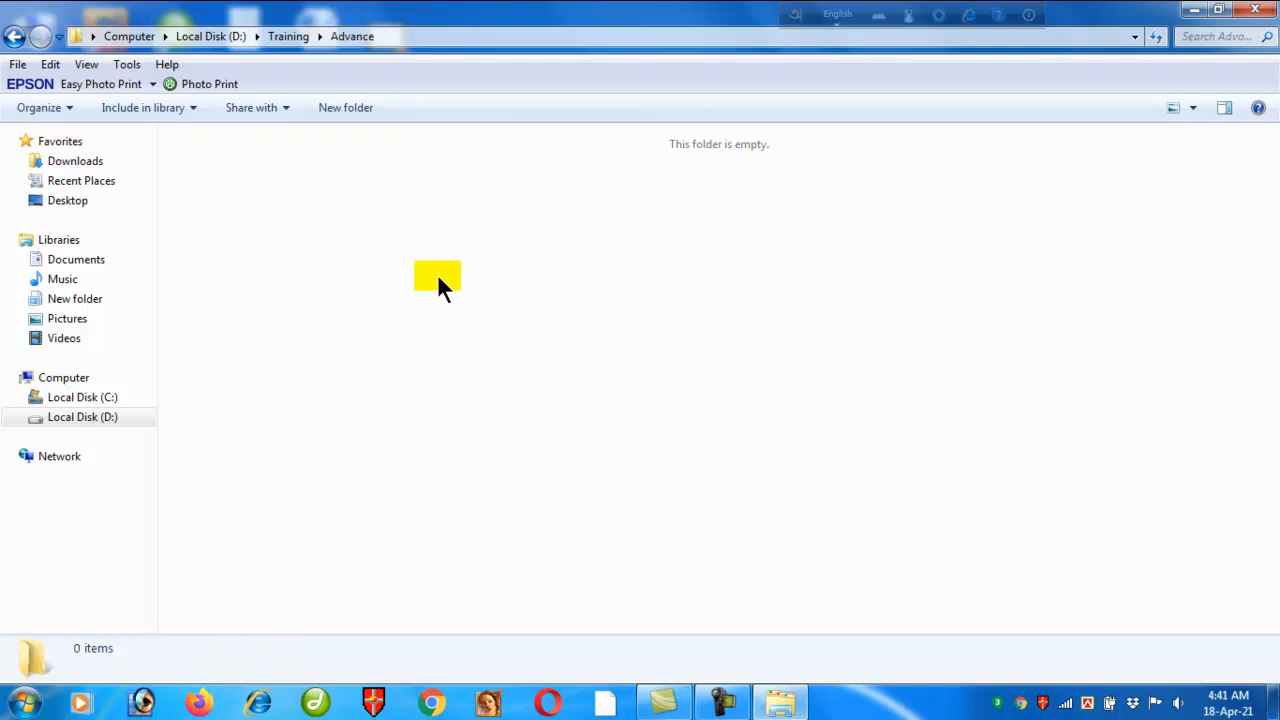 English
Computer Local Disk (D:) Training Advance
Search Adva...
File Edit View Tools Help
EPSON Easy Photo Print Photo Print
Organize Include in library Share with New folder
This folder is empty.
Favorites
Downloads
Recent Places
Desktop
Libraries
Documents
Music
New folder
Pictures
Videos
Computer
Local Disk (C:)
Local Disk (D:)
Network
0 items
4:41 AM
18-Apr-21